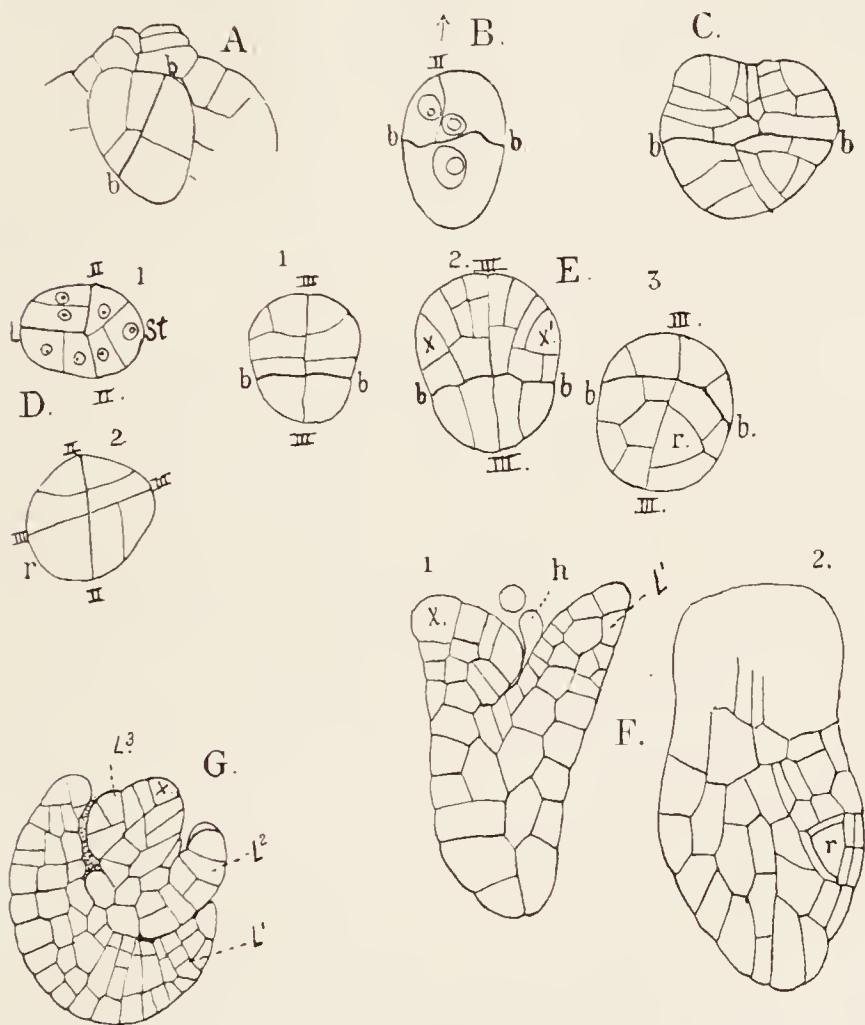 A.
b
b
↑
B.
II
b
b
C.
b
b
II
1
L
St
II.
D.
II
2
III
III
r
II
1
III
b
b
III
2.
III
E.
X
X'
b
b
III.
3
III.
b
b.
r.
III.
1
h
L'
X.
F.
2.
r
L³
G.
X
L²
L'